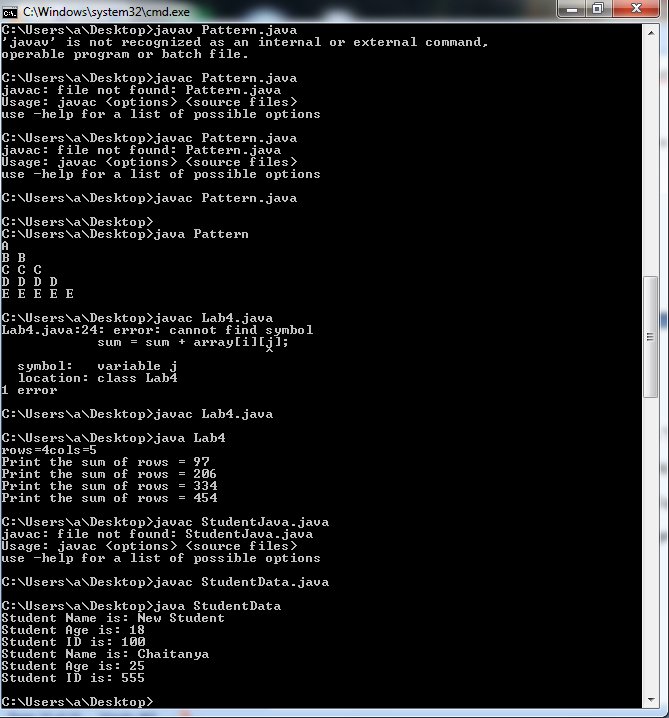 C:\Windows\system32\cmd.exe
C:\Users\a\Desktop>javav Pattern.java
'javav' is not recognized as an internal or external command,
operable program or batch file.
C:\Users\a\Desktop>javac Pattern.java
javac: file not found: Pattern.java
Usage: javac <options> <source files>
use -help for a list of possible options
C:\Users\a\Desktop>javac Pattern.java
javac: file not found: Pattern.java
Usage: javac <options> <source files>
use -help for a list of possible options
C:\Users\a\Desktop>javac Pattern.java
C:\Users\a\Desktop>
C:\Users\a\Desktop>java Pattern
A
B B
C C C
D D D D
E E E E E
C:\Users\a\Desktop>javac Lab4.java
Lab4.java:24: error: cannot find symbol
sum = sum + array[i][j];
^
symbol:   variable j
location: class Lab4
1 error
C:\Users\a\Desktop>javac Lab4.java
C:\Users\a\Desktop>java Lab4
rows=4cols=5
Print the sum of rows = 97
Print the sum of rows = 206
Print the sum of rows = 334
Print the sum of rows = 454
C:\Users\a\Desktop>javac StudentJava.java
javac: file not found: StudentJava.java
Usage: javac <options> <source files>
use -help for a list of possible options
C:\Users\a\Desktop>javac StudentData.java
C:\Users\a\Desktop>java StudentData
Student Name is: New Student
Student Age is: 18
Student ID is: 100
Student Name is: Chaitanya
Student Age is: 25
Student ID is: 555
C:\Users\a\Desktop>